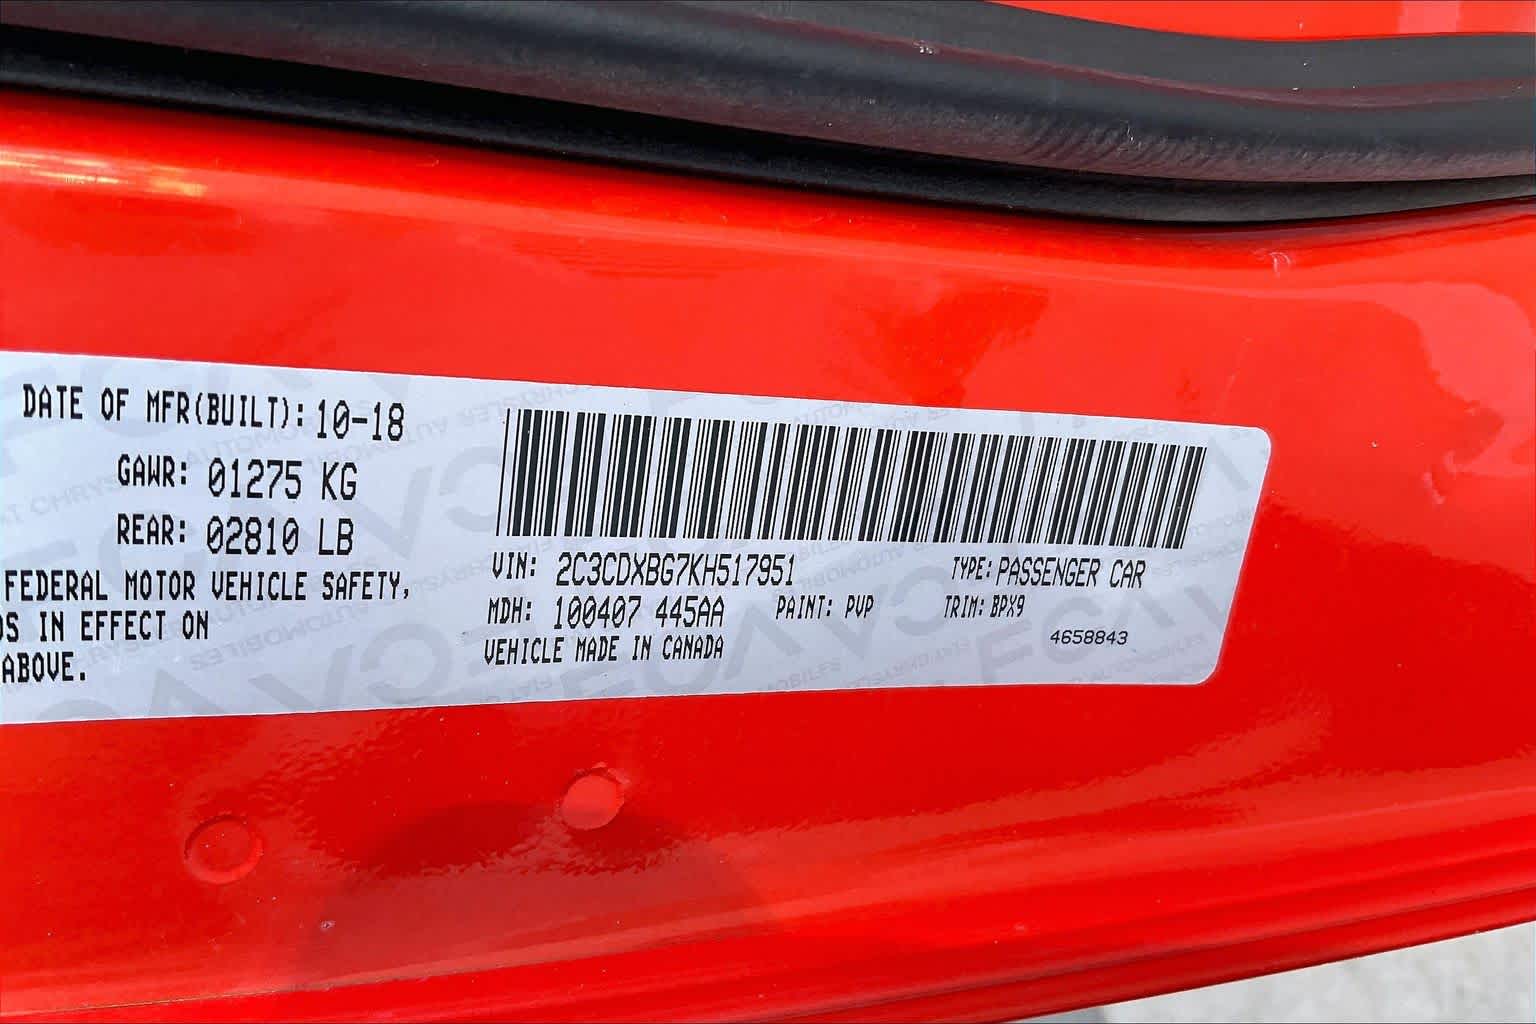 DATE OF MFR(BUILT): 10-18
GAWR: 01275 KG
REAR: 02810 LB
FEDERAL MOTOR VEHICLE SAFETY,
IN EFFECT ON
ABOVE.
VIN: 2C3CDXBG7KH517951 TYPE: PASSENGER CAR
MDH: 100407 445AA PAINT: PVP TRIM: BPX9
VEHICLE MADE IN CANADA 4658843